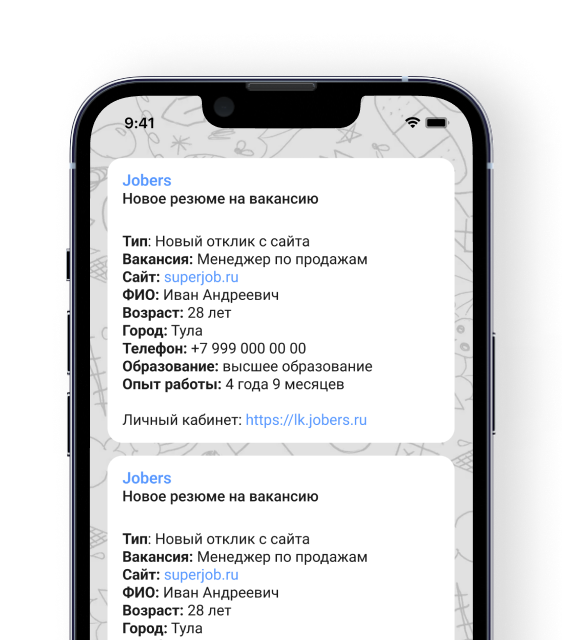 9:41
Jobers
Новое резюме на вакансию
Тип: Новый отклик с сайта
Вакансия: Менеджер по продажам
Сайт: superjob.ru
ФИО: Иван Андреевич
Возраст: 28 лет
Город: Тула
Телефон: +7 999 000 00 00
Образование: высшее образование
Опыт работы: 4 года 9 месяцев
Личный кабинет: https://lk.jobers.ru
Jobers
Новое резюме на вакансию
Тип: Новый отклик с сайта
Вакансия: Менеджер по продажам
Сайт: superjob.ru
ФИО: Иван Андреевич
Возраст: 28 лет
Город: Тула